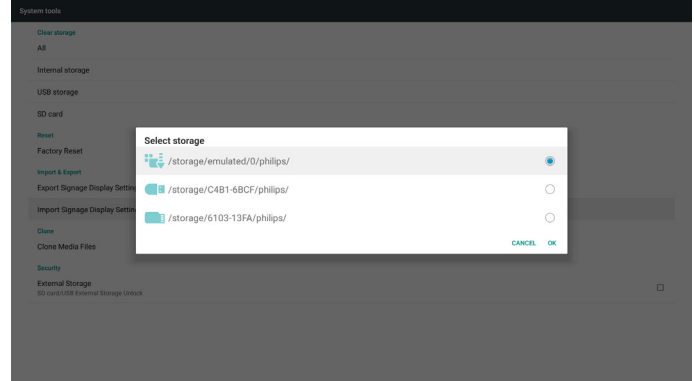 System tools
Clear storage
All
Internal storage
USB storage
SD card
Reset
Factory Reset
Import & Export
Export Signage Display Setting
Import Signage Display Setting
Clone
Clone Media Files
Security
External Storage
SD card/USB External Storage Unlock
Select storage
/storage/emulated/0/philips/
/storage/C4B1-6BCF/philips/
/storage/6103-13FA/philips/
CANCEL OK